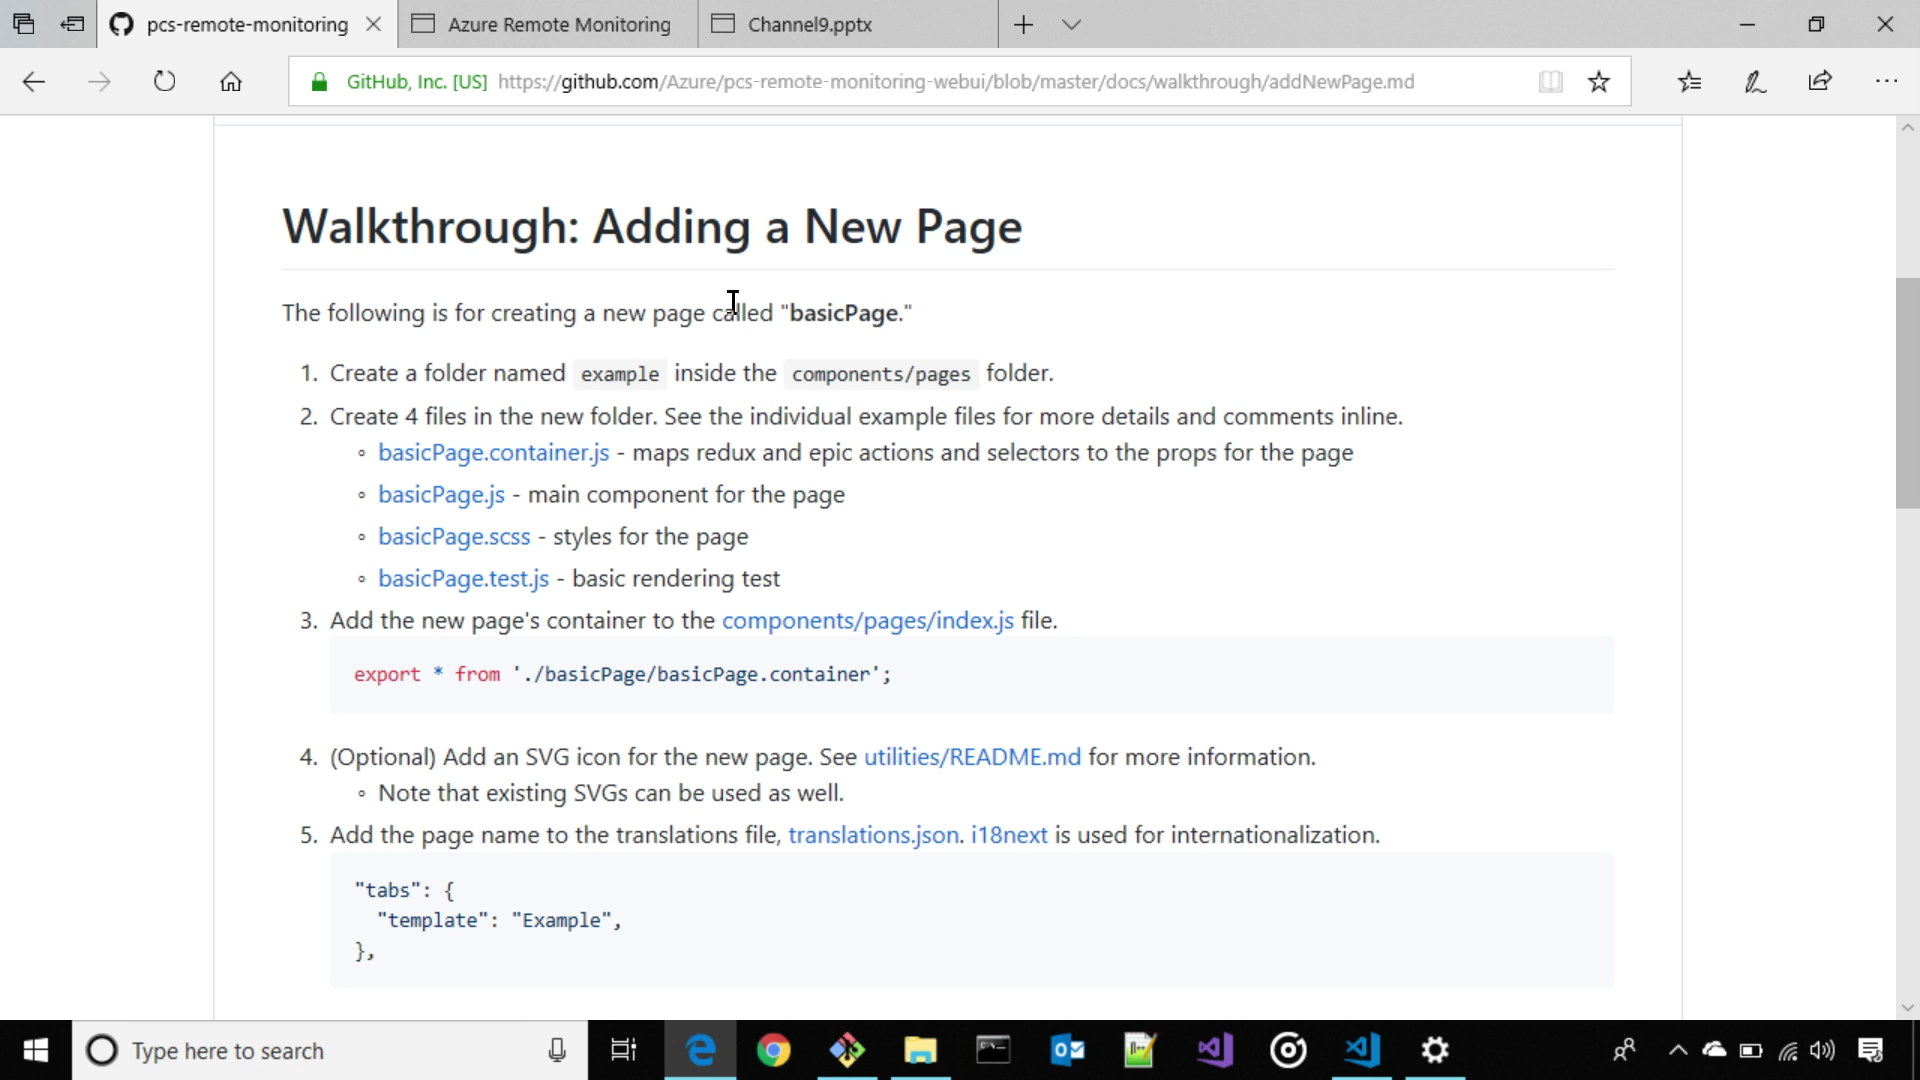 pcs-remote-monitoring
Azure Remote Monitoring
Channel9.pptx
GitHub, Inc. [US] https://github.com/Azure/pcs-remote-monitoring-webui/blob/master/docs/walkthrough/addNewPage.md
Walkthrough: Adding a New Page
The following is for creating a new page called "basicPage."
1. Create a folder named example inside the components/pages folder.
2. Create 4 files in the new folder. See the individual example files for more details and comments inline.
◦ basicPage.container.js - maps redux and epic actions and selectors to the props for the page
◦ basicPage.js - main component for the page
◦ basicPage.scss - styles for the page
◦ basicPage.test.js - basic rendering test
3. Add the new page's container to the components/pages/index.js file.
export * from './basicPage/basicPage.container';
4. (Optional) Add an SVG icon for the new page. See utilities/README.md for more information.
◦ Note that existing SVGs can be used as well.
5. Add the page name to the translations file, translations.json. i18next is used for internationalization.
"tabs": {
"template": "Example",
},
Type here to search